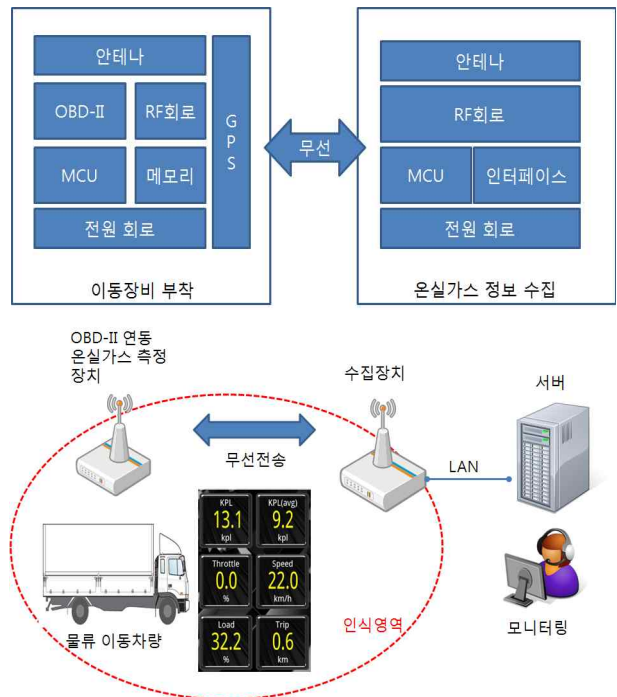 안테나
OBD-II
RF회로
MCU
메모리
전원 회로
GPS
이동장비 부착
무선
안테나
RF회로
MCU
인터페이스
전원 회로
온실가스 정보 수집
OBD-II 연동
온실가스 측정
장치
무선전송
수집장치
LAN
서버
KPL
13.1
kpl
KPL(avg)
9.2
kpl
Throttle
0.0
%
Speed
22.0
km/h
Load
32.2
%
Trip
0.6
km
물류 이동차량
인식영역
모니터링